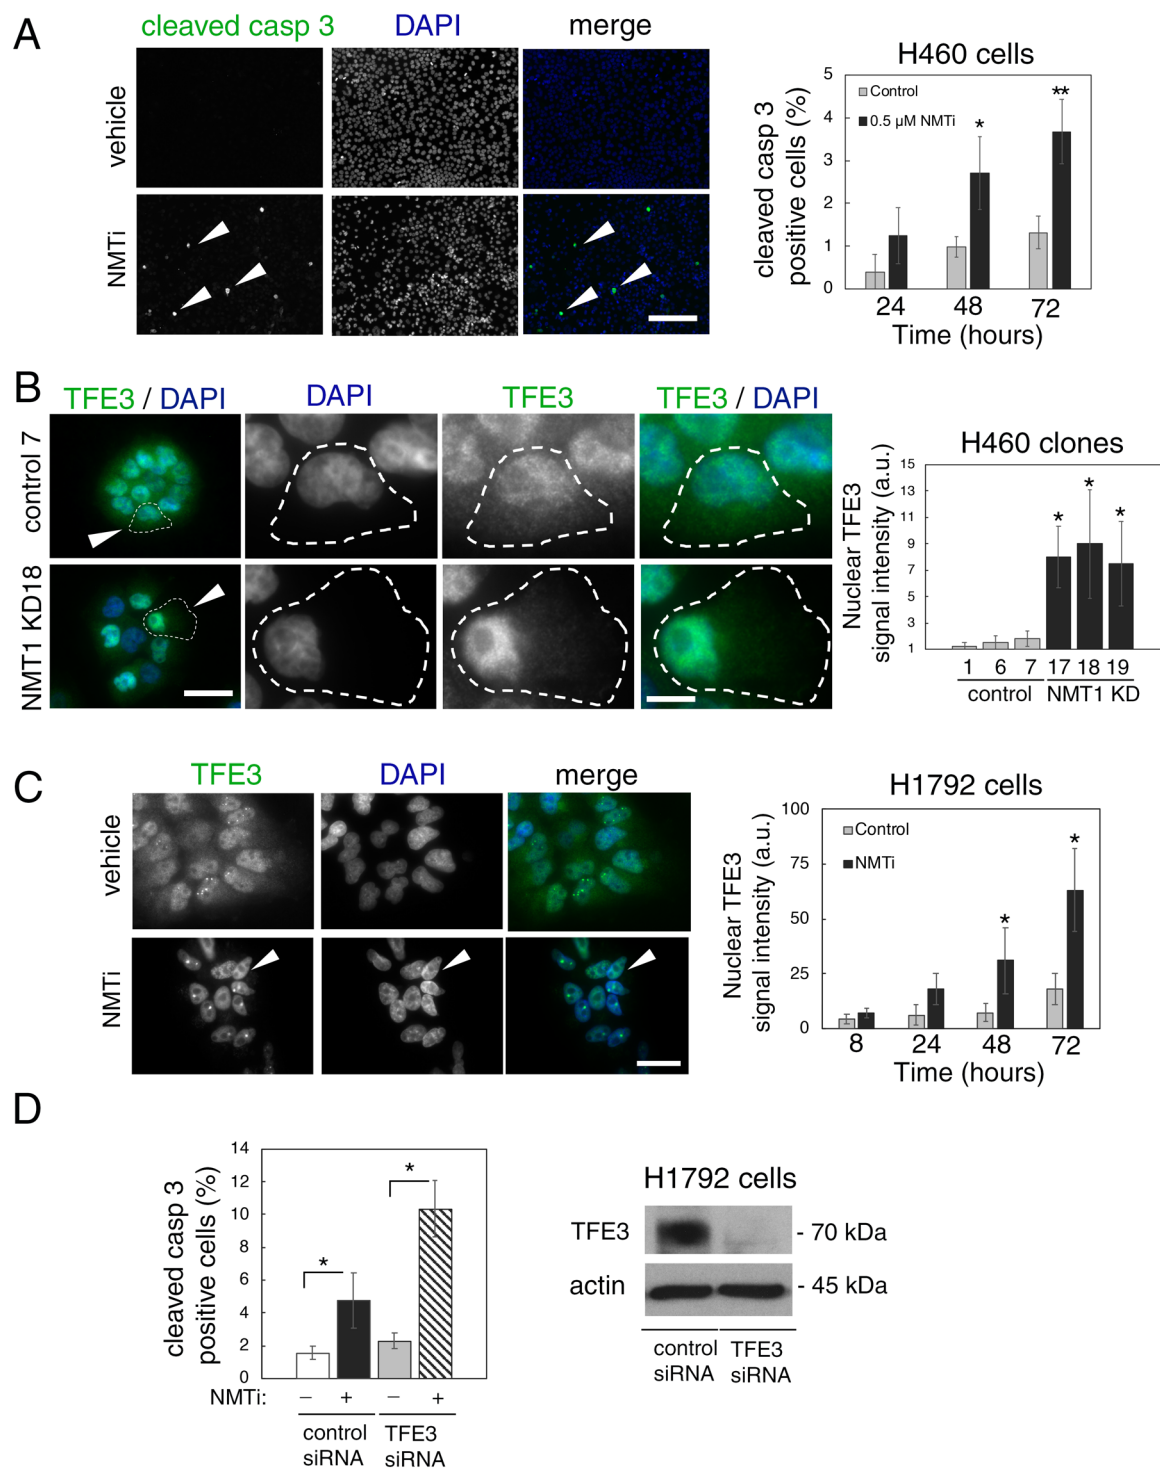 A
cleaved casp 3 DAPI merge
vehicle
NMTi
H460 cells
cleaved casp 3
positive cells (%)
5
4
3
2
1
0
Control
0.5 µM NMTi
* **
24 48 72
Time (hours)
B
TFE3 / DAPI DAPI TFE3 TFE3 / DAPI
control 7
NMT1 KD18
H460 clones
Nuclear TFE3
signal intensity (a.u.)
15
13
11
9
7
5
3
1
* * *
1 6 7 17 18 19
control NMT1 KD
C
TFE3 DAPI merge
vehicle
NMTi
H1792 cells
Nuclear TFE3
signal intensity (a.u.)
100
75
50
25
0
Control
NMTi
* *
8 24 48 72
Time (hours)
D
cleaved casp 3
positive cells (%)
14
12
10
8
6
4
2
0
* *
NMTi: – + – +
control TFE3
siRNA siRNA
H1792 cells
TFE3 - 70 kDa
actin - 45 kDa
control TFE3
siRNA siRNA